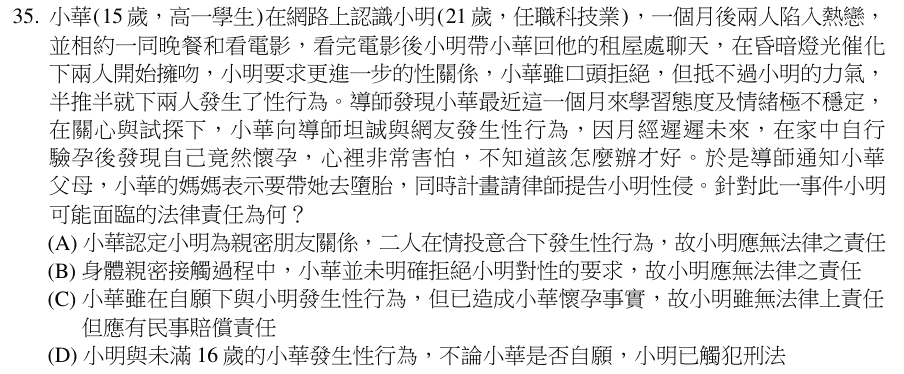 35. 小華(15 歲，高一學生)在網路上認識小明(21 歲，任職科技業)，一個月後兩人陷入熱戀，
並相約一同晚餐和看電影，看完電影後小明帶小華回他的租屋處聊天，在昏暗燈光催化
下兩人開始擁吻，小明要求更進一步的性關係，小華雖口頭拒絕，但抵不過小明的力氣，
半推半就下兩人發生了性行為。導師發現小華最近這一個月來學習態度及情緒極不穩定，
在關心與試探下，小華向導師坦誠與網友發生性行為，因月經遲遲未來，在家中自行
驗孕後發現自己竟然懷孕，心裡非常害怕，不知道該怎麼辦才好。於是導師通知小華
父母，小華的媽媽表示要帶她去墮胎，同時計畫請律師提告小明性侵。針對此一事件小明
可能面臨的法律責任為何？
(A) 小華認定小明為親密朋友關係，二人在情投意合下發生性行為，故小明應無法律之責任
(B) 身體親密接觸過程中，小華並未明確拒絕小明對性的要求，故小明應無法律之責任
(C) 小華雖在自願下與小明發生性行為，但已造成小華懷孕事實，故小明雖無法律上責任
但應有民事賠償責任
(D) 小明與未滿 16 歲的小華發生性行為，不論小華是否自願，小明已觸犯刑法